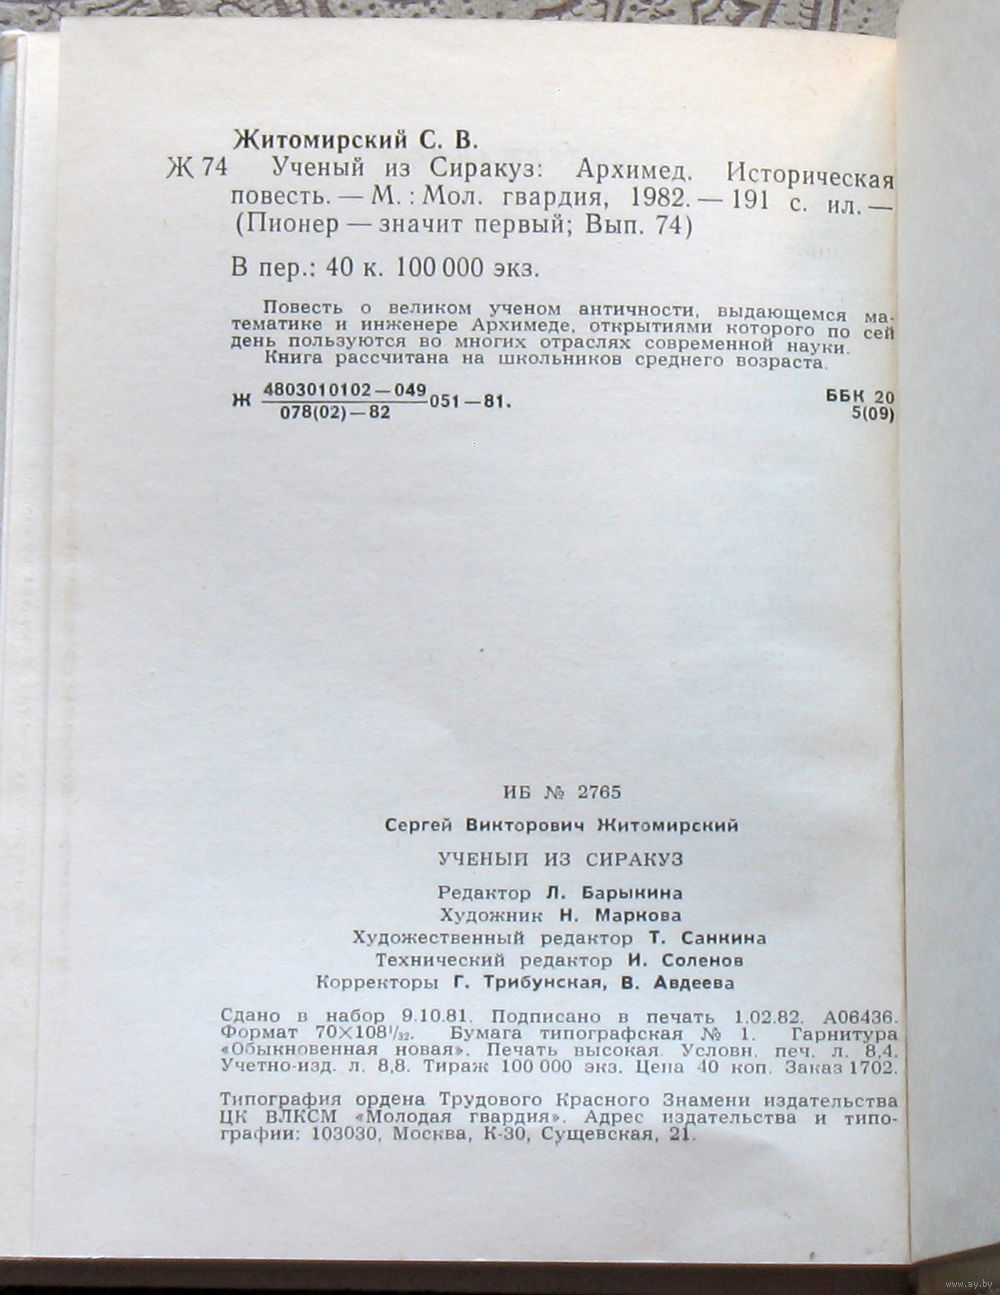 Житомирский С. В.
Ж 74 Ученый из Сиракуз: Архимед. Историческая
повесть. — М. : Мол. гвардия, 1982. — 191 с. ил. —
(Пионер — значит первый; Вып. 74)
В пер.: 40 к. 100 000 экз.
Повесть о великом ученом античности, выдающемся ма-
тематике и инженере Архимеде, открытиями которого по сей
день пользуются во многих отраслях современной науки.
Книга рассчитана на школьников среднего возраста.
Ж 4803010102—049
078(02)—82 051—81.
ББК 20
5(09)
ИБ № 2765
Сергей Викторович Житомирский
УЧЕНЫЙ ИЗ СИРАКУЗ
Редактор Л. Барыкина
Художник Н. Маркова
Художественный редактор Т. Санкина
Технический редактор И. Соленов
Корректоры Г. Трибунская, В. Авдеева
Сдано в набор 9.10.81. Подписано в печать 1.02.82. А06436.
Формат 70×108¹/₃₂. Бумага типографская № 1. Гарнитура
«Обыкновенная новая». Печать высокая. Условн. печ. л. 8,4.
Учетно-изд. л. 8,8. Тираж 100 000 экз. Цена 40 коп. Заказ 1702.
Типография ордена Трудового Красного Знамени издательства
ЦК ВЛКСМ «Молодая гвардия». Адрес издательства и типо-
графии: 103030, Москва, К-30, Сущевская, 21.
www.ay.by